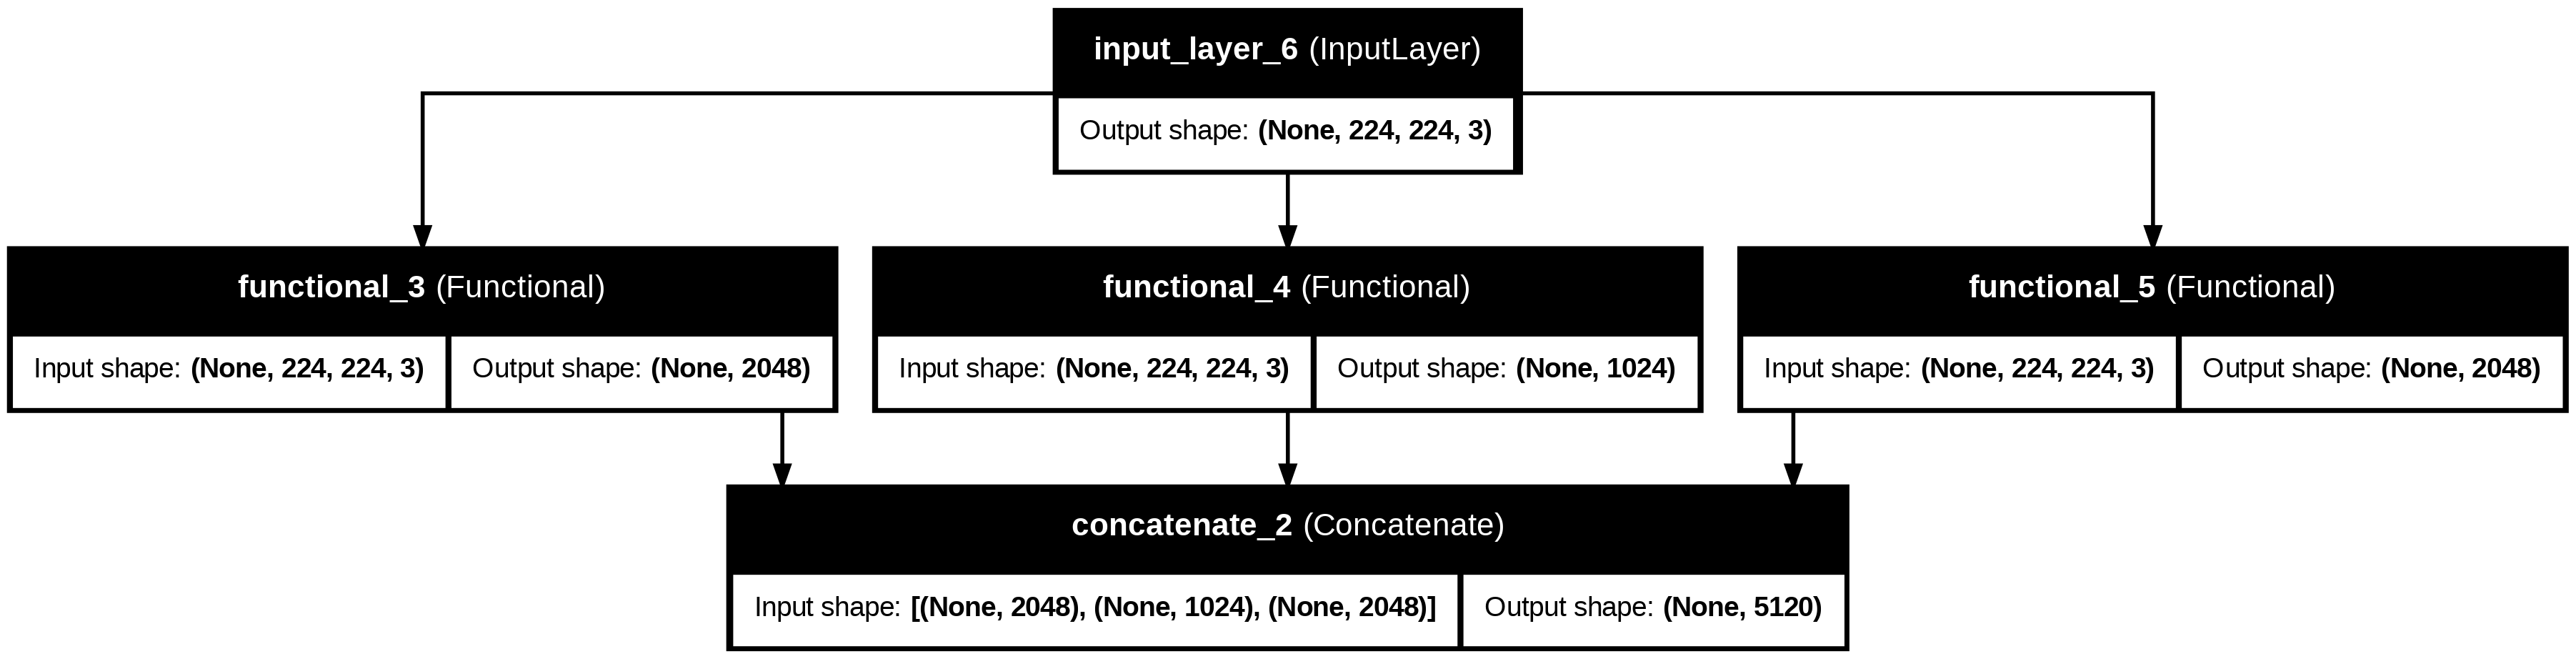 input_layer_6 (InputLayer)
Output shape: (None, 224, 224, 3)
functional_3 (Functional)
Input shape: (None, 224, 224, 3)
Output shape: (None, 2048)
functional_4 (Functional)
Input shape: (None, 224, 224, 3)
Output shape: (None, 1024)
functional_5 (Functional)
Input shape: (None, 224, 224, 3)
Output shape: (None, 2048)
concatenate_2 (Concatenate)
Input shape: [(None, 2048), (None, 1024), (None, 2048)]
Output shape: (None, 5120)